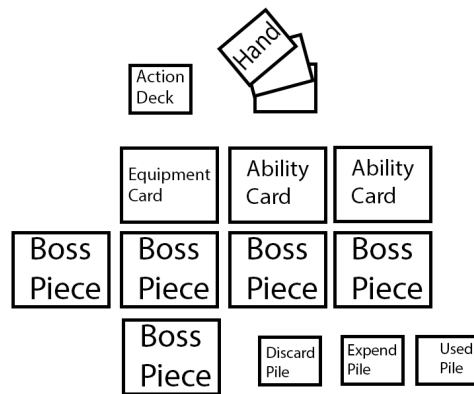 Hand
Action
Deck
Equipment
Card
Ability
Card
Ability
Card
Boss
Piece
Boss
Piece
Boss
Piece
Boss
Piece
Boss
Piece
Discard
Pile
Expend
Pile
Used
Pile